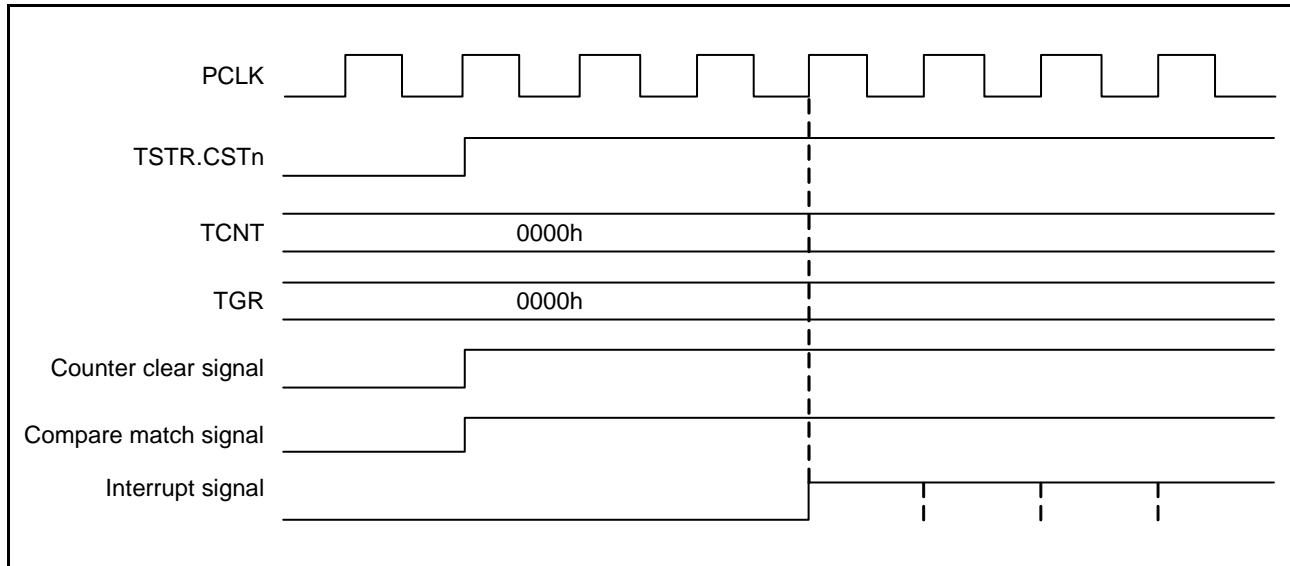 PCLK
TSTR.CSTn
TCNT 0000h
TGR 0000h
Counter clear signal
Compare match signal
Interrupt signal